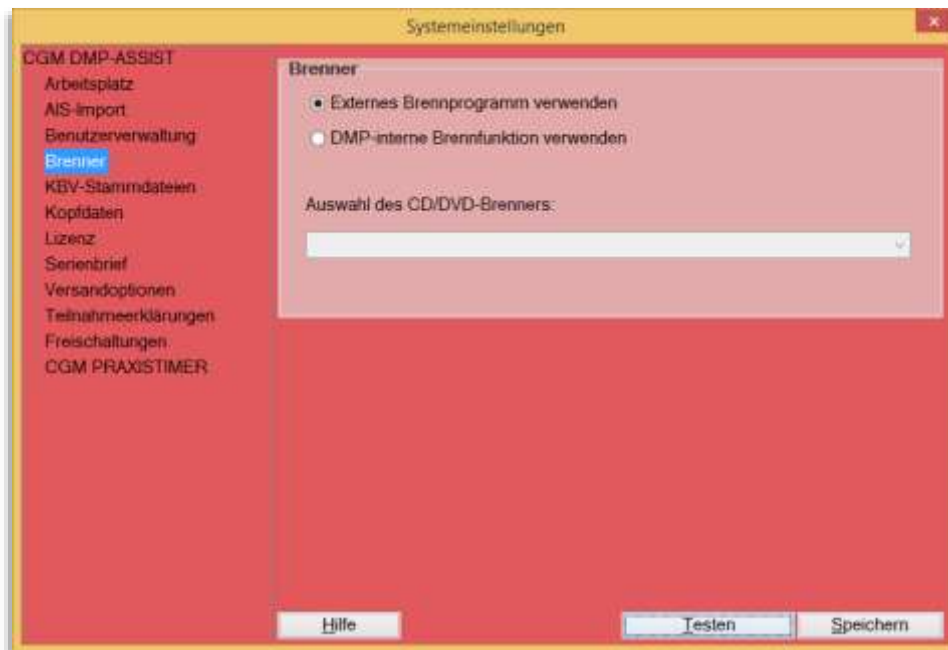 Systemeinstellungen
CGM DMP-ASSIST
Arbeitsplatz
AIS-Import
Benutzerverwaltung
Brenner
KBV-Stammdateien
Kopfdaten
Lizenz
Serienbrief
Versandoptionen
Teilnahmeerklärungen
Freischaltungen
CGM PRAXISTIMER
Brenner
Externes Brennprogramm verwenden
DMP-interne Brennfunktion verwenden
Auswahl des CD/DVD-Brenners:
Hilfe
Testen
Speichern